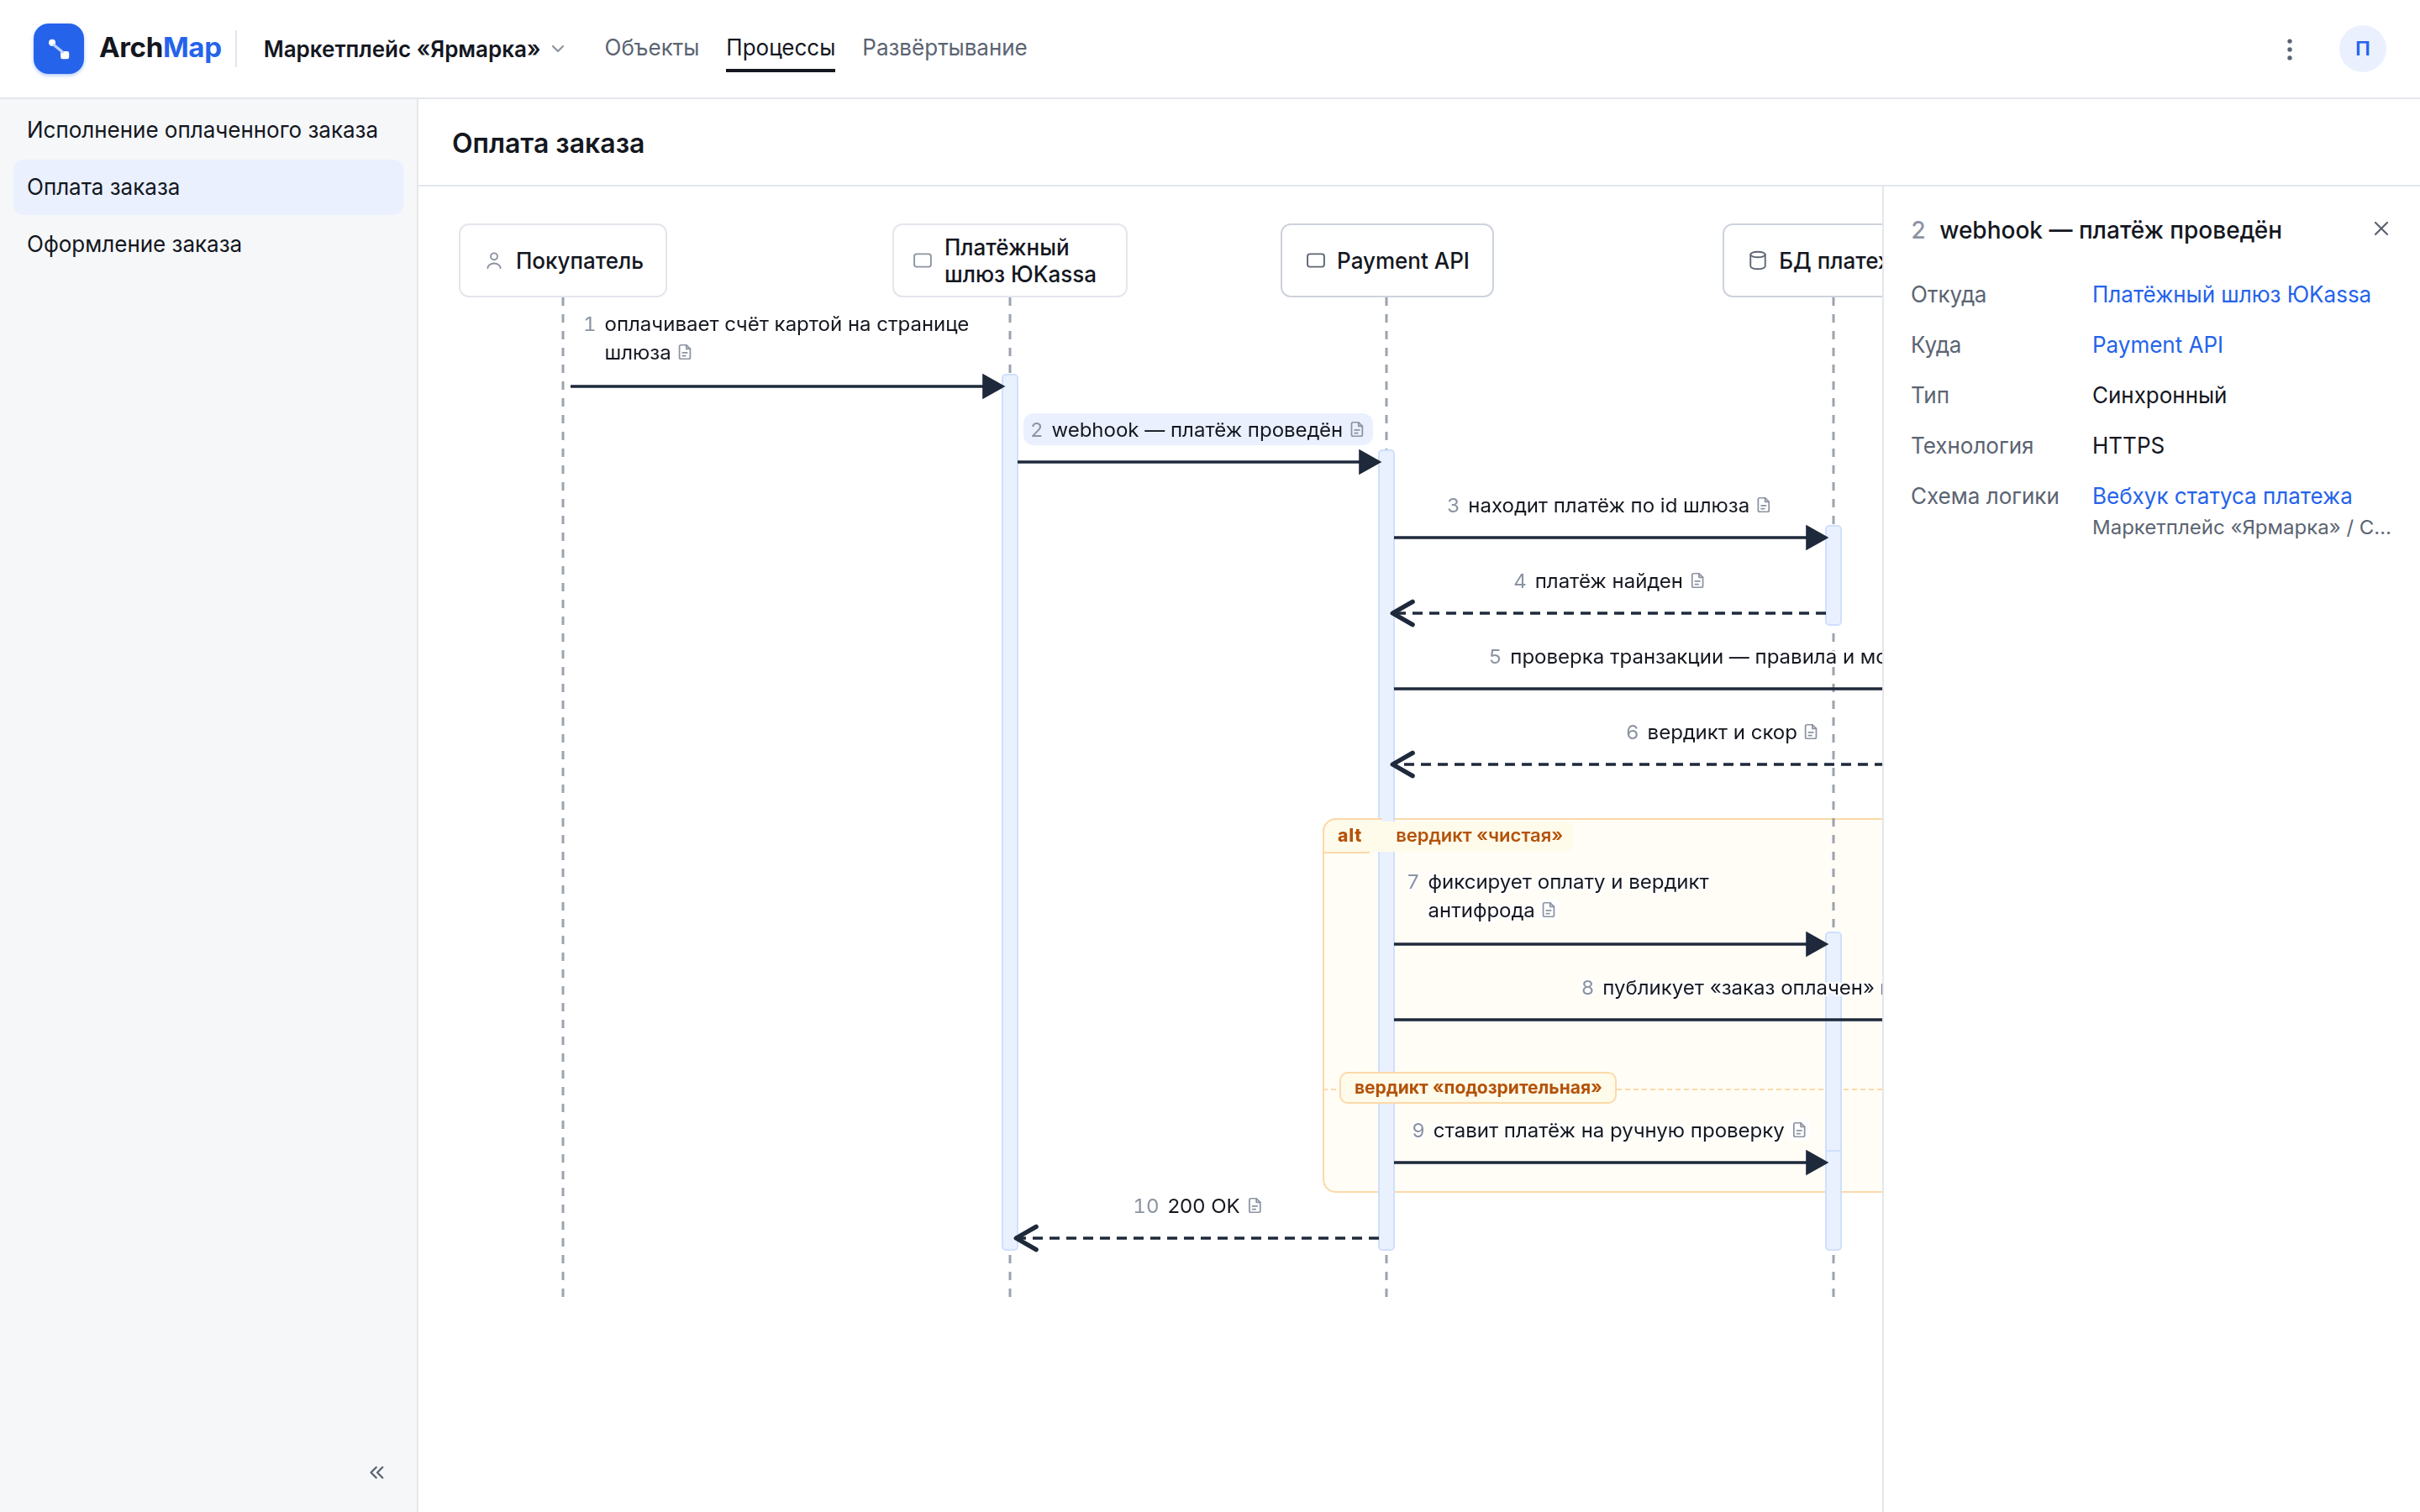 ArchMap
Маркетплейс «Ярмарка»
Объекты
Процессы
Развёртывание
П
Исполнение оплаченного заказа
Оплата заказа
Оформление заказа
Оплата заказа
Покупатель
Платёжный
шлюз ЮKassa
Payment API
БД платеж
1 оплачивает счёт картой на странице
шлюза
2 webhook — платёж проведён
3 находит платёж по id шлюза
4 платёж найден
5 проверка транзакции — правила и мо
6 вердикт и скор
alt вердикт «чистая»
7 фиксирует оплату и вердикт
антифрода
8 публикует «заказ оплачен»
вердикт «подозрительная»
9 ставит платёж на ручную проверку
10 200 OK
2 webhook — платёж проведён
Откуда Платёжный шлюз ЮKassa
Куда Payment API
Тип Синхронный
Технология HTTPS
Схема логики Вебхук статуса платежа
Маркетплейс «Ярмарка» / С...